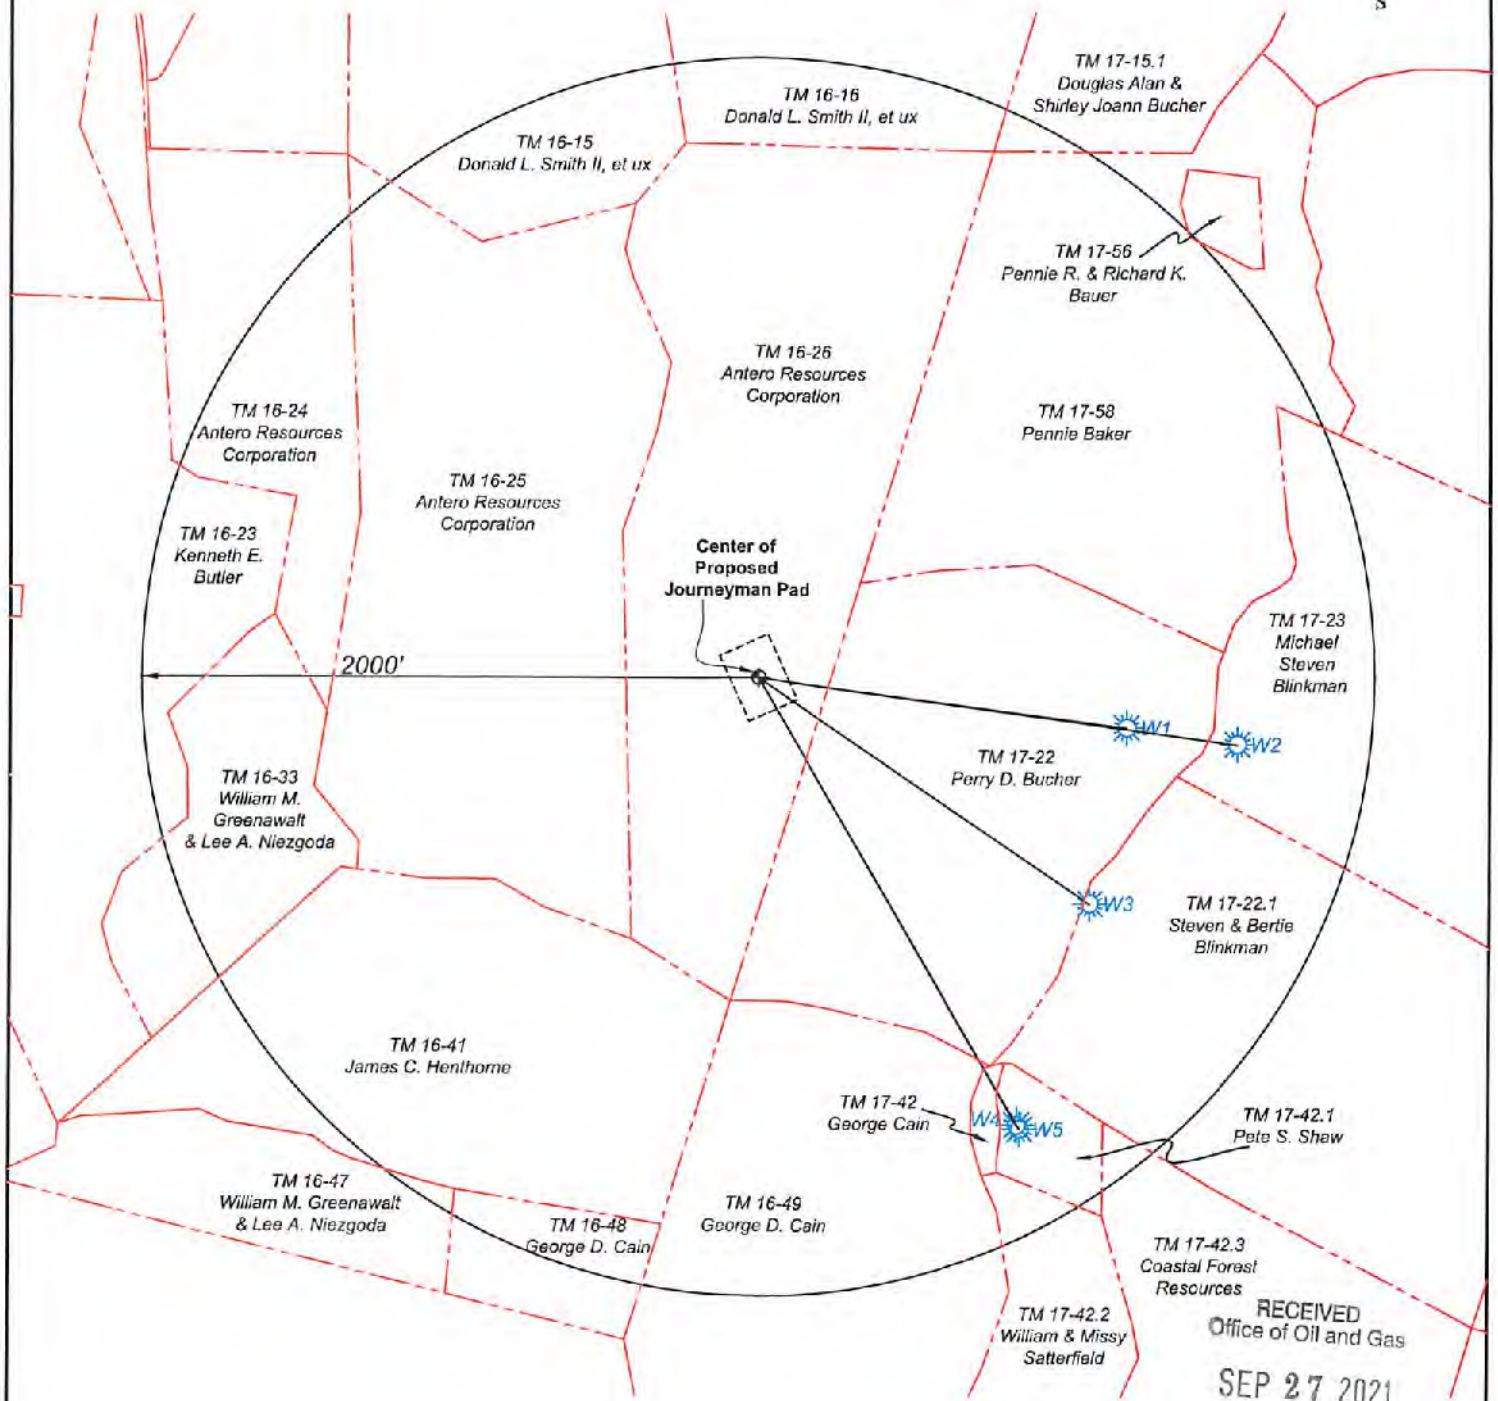 S
TM 17-15.1
Douglas Alan &
Shirley Joann Bucher
TM 16-16
Donald L. Smith II, et ux
TM 16-15
Donald L. Smith II, et ux
TM 17-56
Pennie R. & Richard K.
Bauer
TM 16-26
Antero Resources
Corporation
TM 17-58
Pennie Baker
TM 16-24
Antero Resources
Corporation
TM 16-25
Antero Resources
Corporation
TM 16-23
Kenneth E.
Butler
Center of
Proposed
Journeyman Pad
TM 17-23
Michael
Steven
Blinkman
2000'
W1
W2
TM 17-22
Perry D. Bucher
TM 16-33
William M.
Greenawalt
& Lee A. Niezgoda
W3
TM 17-22.1
Steven & Bertie
Blinkman
TM 16-41
James C. Henthorne
TM 17-42
George Cain
W4
W5
TM 17-42.1
Pete S. Shaw
TM 16-47
William M. Greenawalt
& Lee A. Niezgoda
TM 16-48
George D. Cain
TM 16-49
George D. Cain
TM 17-42.3
Coastal Forest
Resources
TM 17-42.2
William & Missy
Satterfield
RECEIVED
Office of Oil and Gas
SEP 27 2021